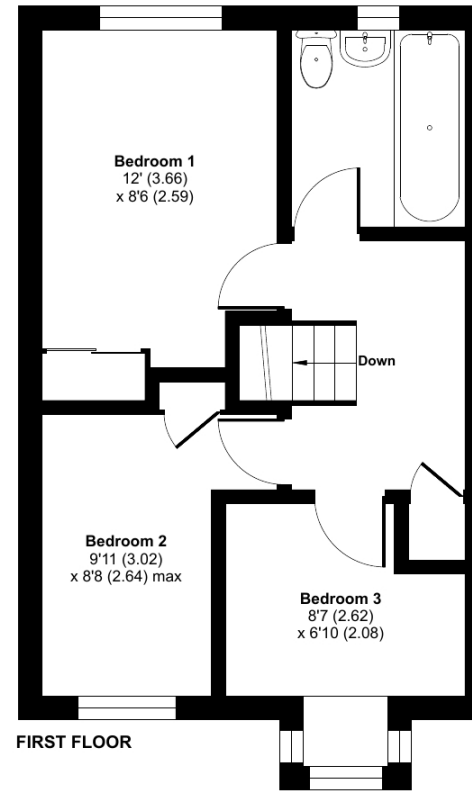 Bedroom 1
12' (3.66)
x 8'6 (2.59)
Down
Bedroom 2
9'11 (3.02)
x 8'8 (2.64) max
Bedroom 3
8'7 (2.62)
x 6'10 (2.08)
FIRST FLOOR